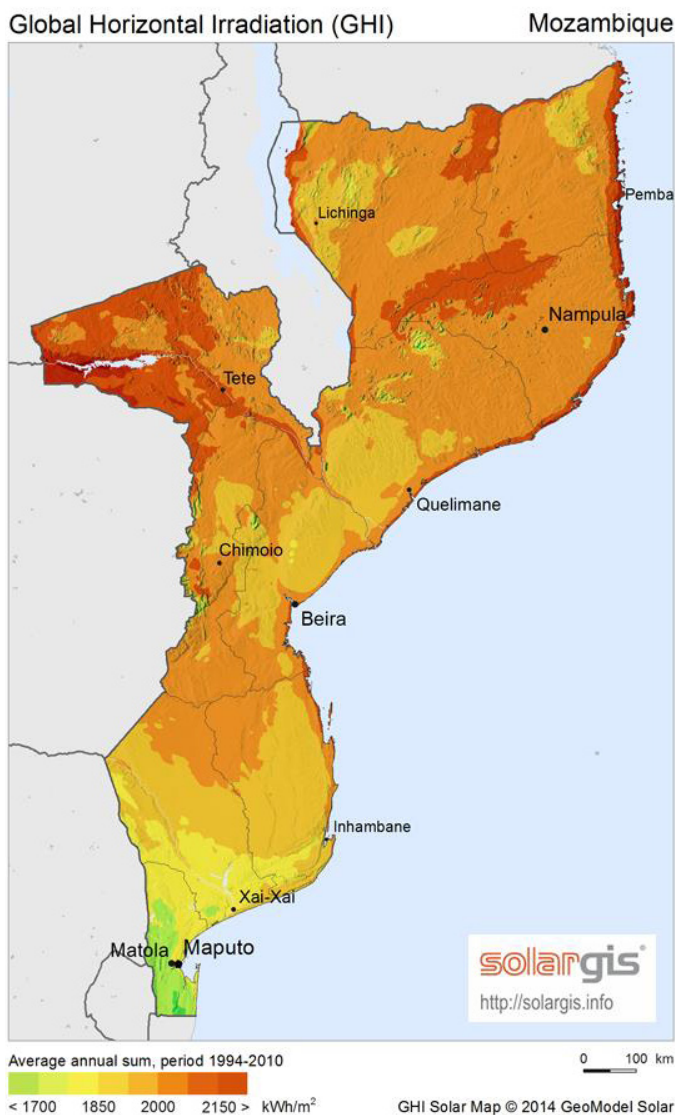 Global Horizontal Irradiation (GHI) Mozambique
Pemba
Lichinga
Nampula
Tete
Quelimane
Chimoio
Beira
Inhambane
Xai-Xai
Matola Maputo
solargis
http://solargis.info
Average annual sum, period 1994-2010
0 100 km
< 1700 1850 2000 2150 > kWh/m²
GHI Solar Map © 2014 GeoModel Solar